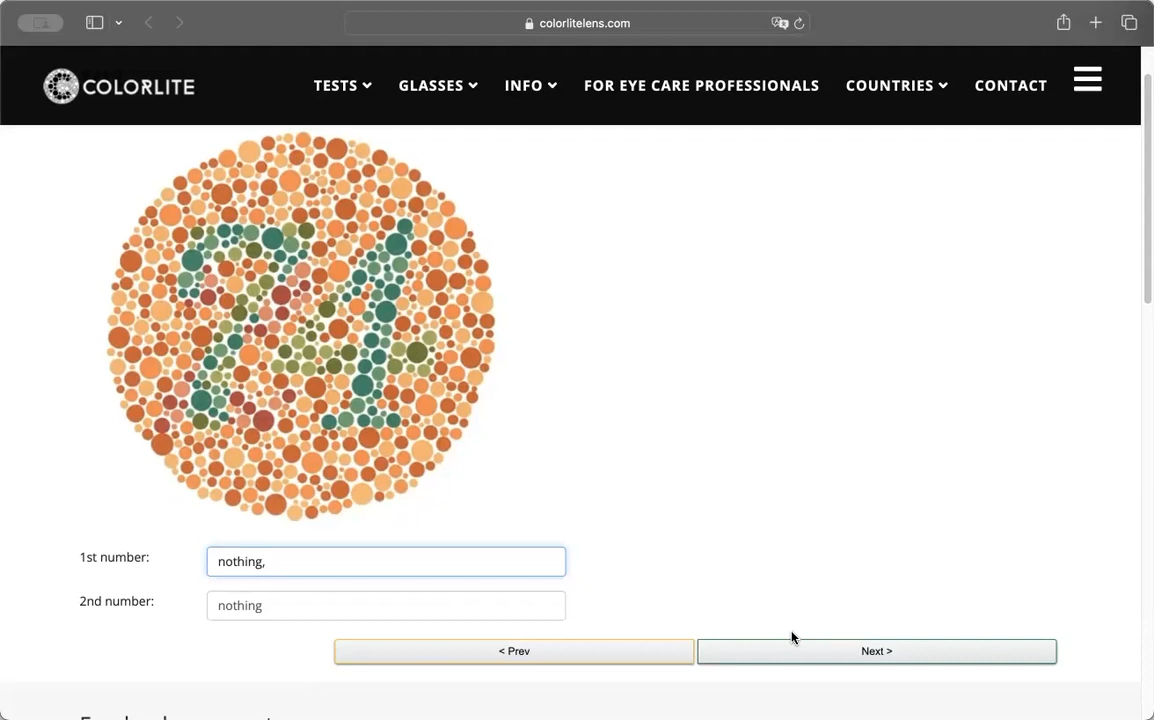 colorlitelens.com
COLORLITE
TESTS GLASSES INFO FOR EYE CARE PROFESSIONALS COUNTRIES CONTACT
74
1st number: nothing,
2nd number: nothing
< Prev Next >